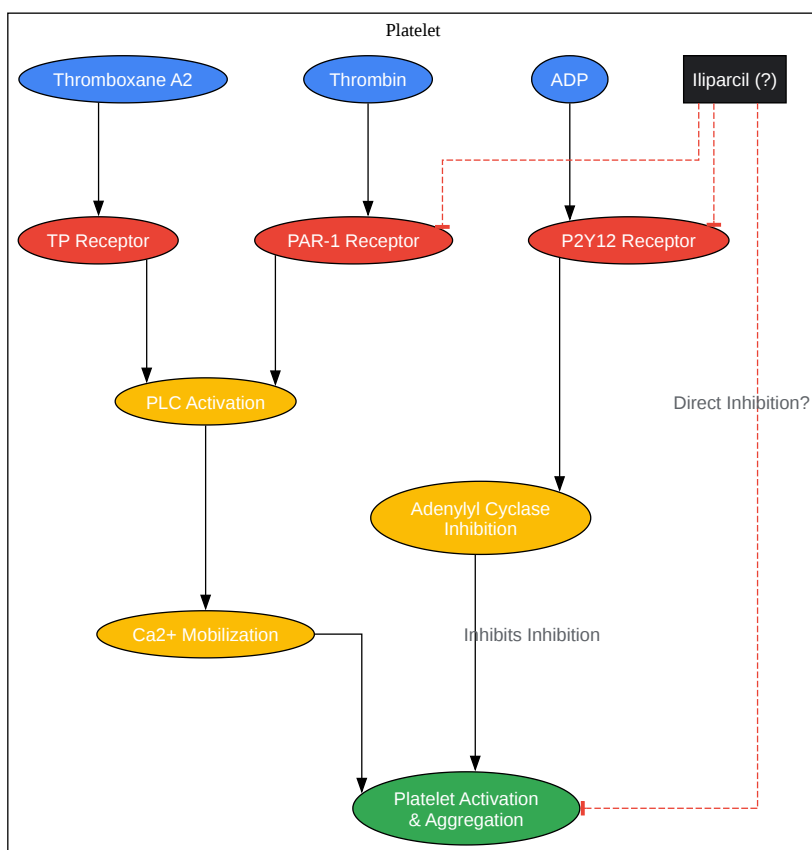 Platelet
Thromboxane A2
Thrombin
ADP
Iliparcil (?)
TP Receptor
PAR-1 Receptor
P2Y12 Receptor
PLC Activation
Direct Inhibition?
Adenylyl Cyclase
Inhibition
Ca2+ Mobilization
Inhibits Inhibition
Platelet Activation
& Aggregation